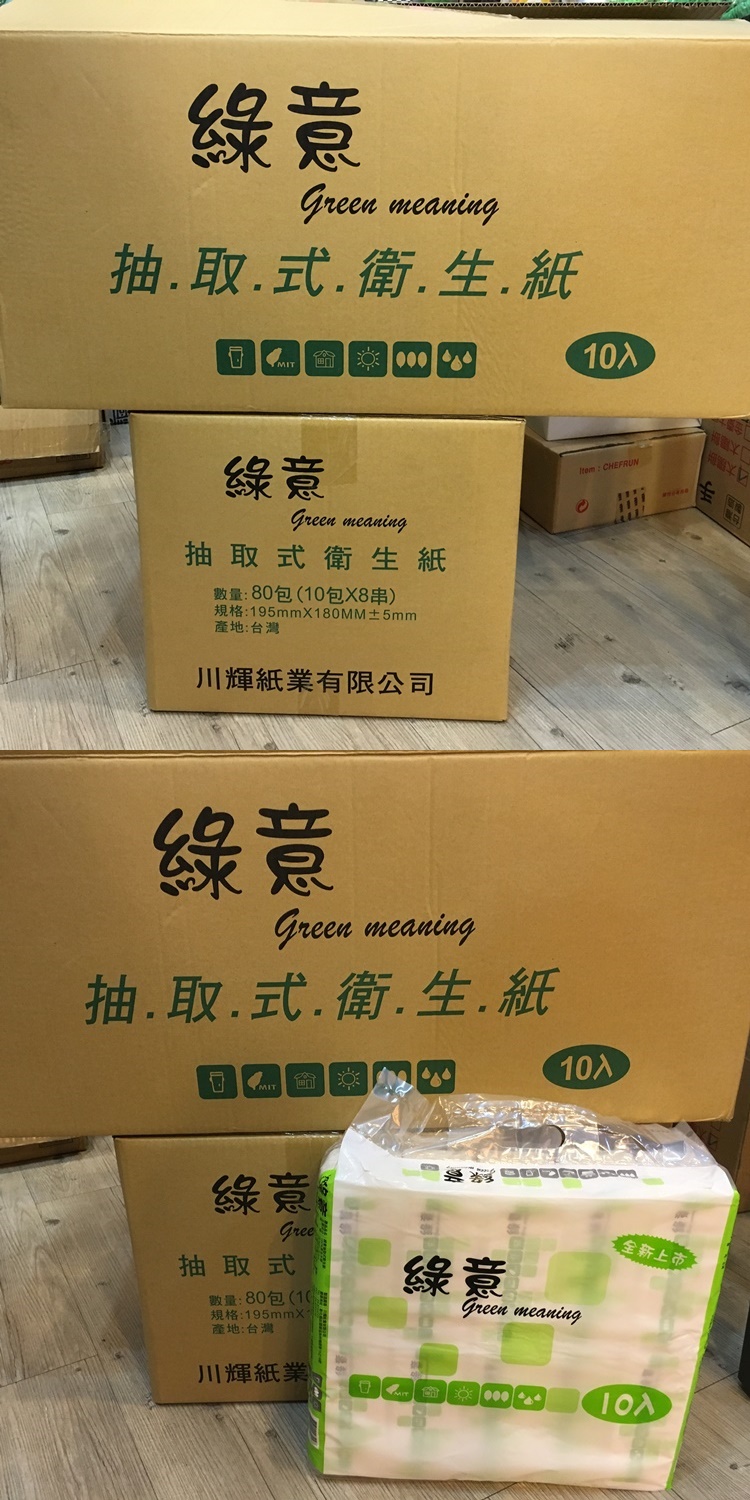 綠意
Green meaning
抽.取.式.衛.生.紙
MIT
10入
綠意
Green meaning
抽取式衛生紙
數量:80包(10包X8串)
規格:195mmX180MM±5mm
產地:台灣
川輝紙業有限公司
Item : CHEFRUN
綠意
Green meaning
抽.取.式.衛.生.紙
MIT
10入
綠意
Gree
抽取式
數量:80包(10
規格:195mmX
產地:台灣
川輝紙業
全新上市
綠意
Green meaning
MIT
10入